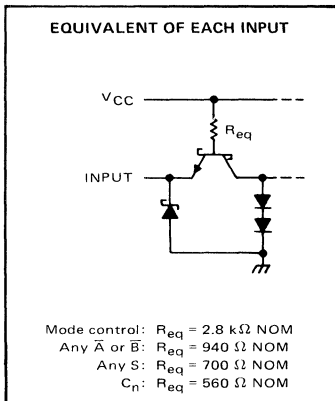 EQUIVALENT OF EACH INPUT
VCC
Req
INPUT
Mode control: Req = 2.8 kΩ NOM
Any A̅ or B̅: Req = 940 Ω NOM
Any S: Req = 700 Ω NOM
Cn: Req = 560 Ω NOM